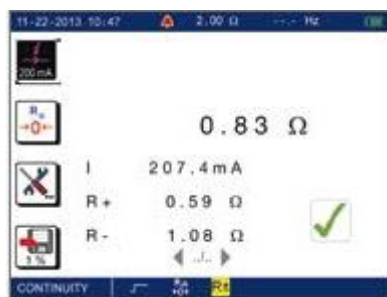 11-22-2013 10:47 2.00 Ω ---.- Hz
200 mA
0.83 Ω
I 207.4mA
R+ 0.59 Ω
R- 1.08 Ω
./..
1 %
CONTINUITY R±